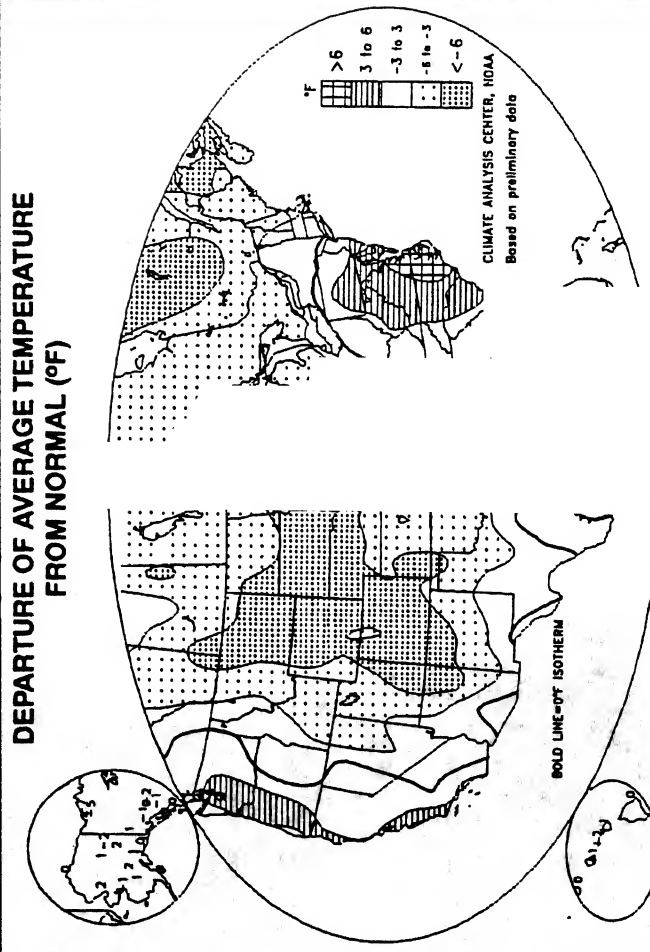 DEPARTURE OF AVERAGE TEMPERATURE
FROM NORMAL (ºF)
°F
>6
3 to 6
-3 to 3
-6 to -3
<-6
CLIMATE ANALYSIS CENTER, NOAA
Based on preliminary data
BOLD LINE=0°F ISOTHERM